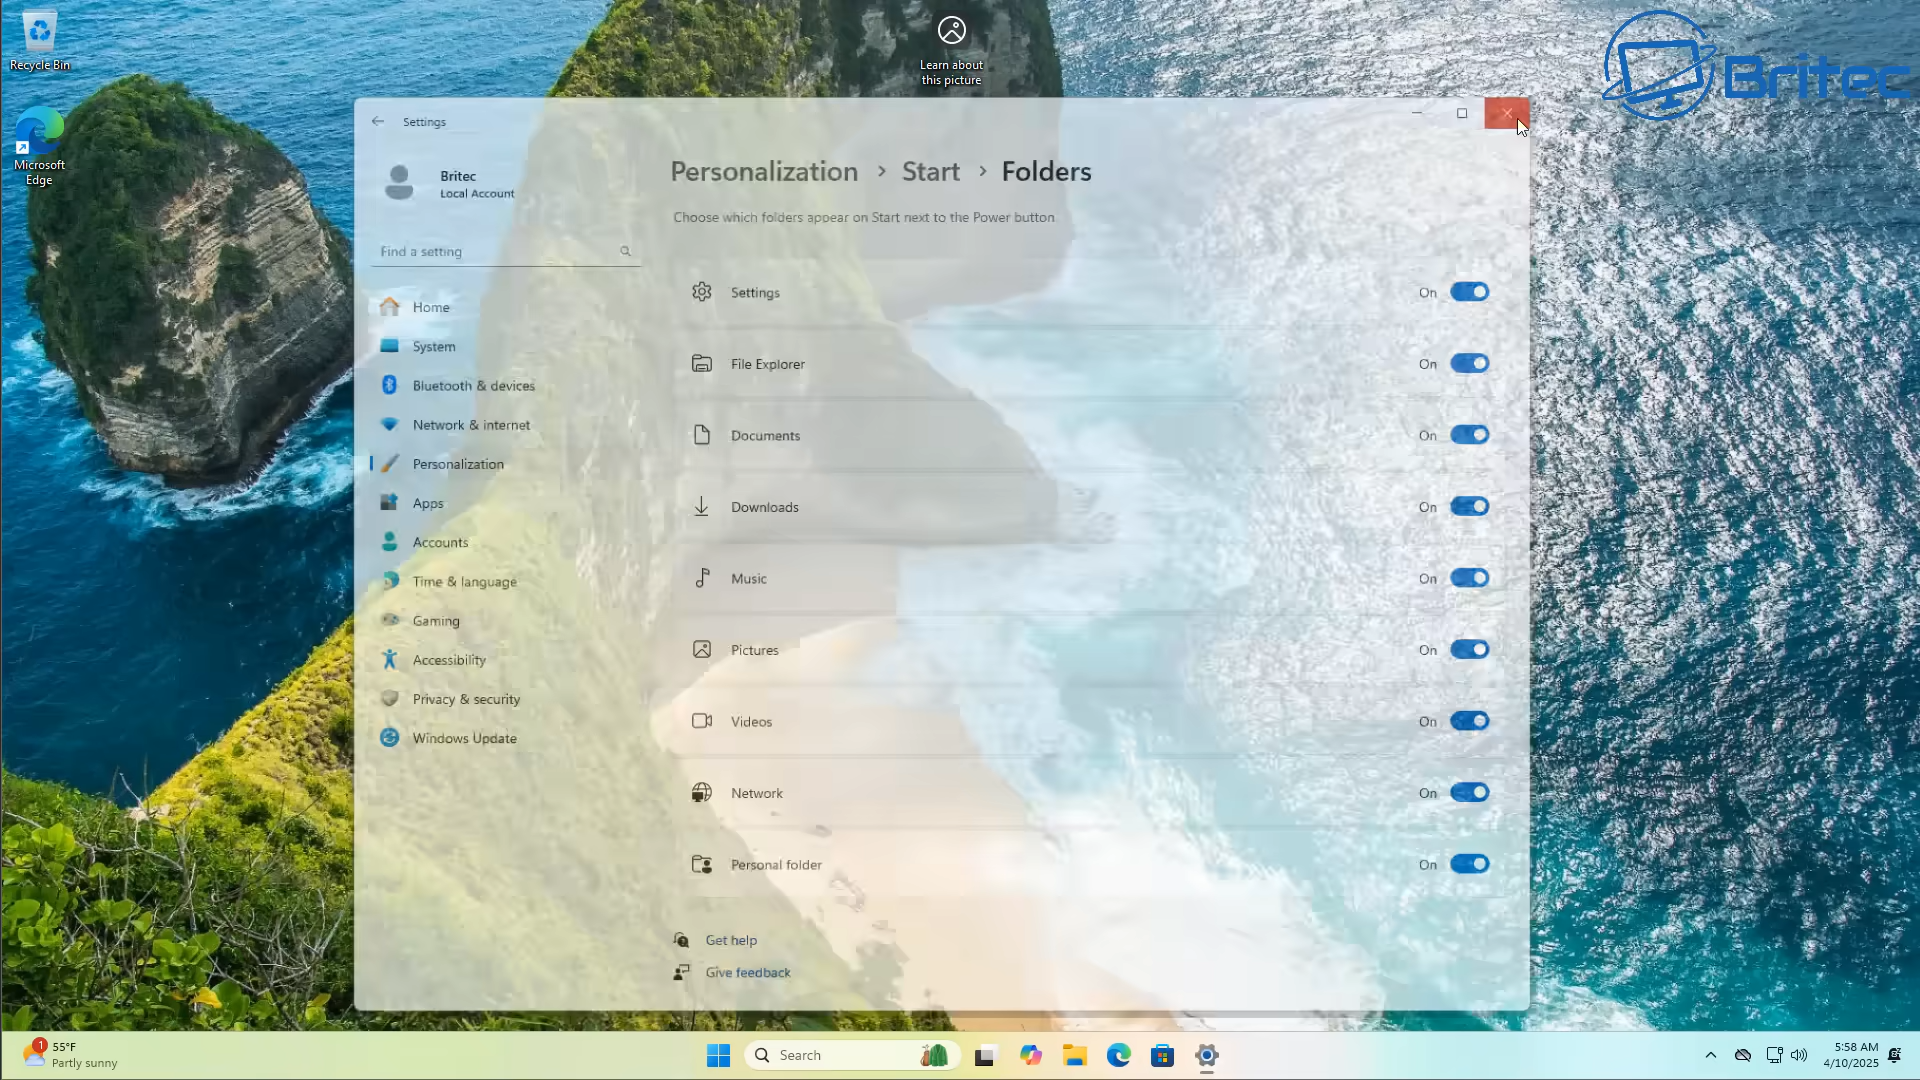 Recycle Bin
Microsoft
Edge
Learn about
this picture
Britec
Settings
Britec
Local Account
Find a setting
Home
System
Bluetooth & devices
Network & internet
Personalization
Apps
Accounts
Time & language
Gaming
Accessibility
Privacy & security
Windows Update
Personalization > Start > Folders
Choose which folders appear on Start next to the Power button
Settings On
File Explorer On
Documents On
Downloads On
Music On
Pictures On
Videos On
Network On
Personal folder On
Get help
Give feedback
1
55°F
Partly sunny
Search
5:58 AM
4/10/2025